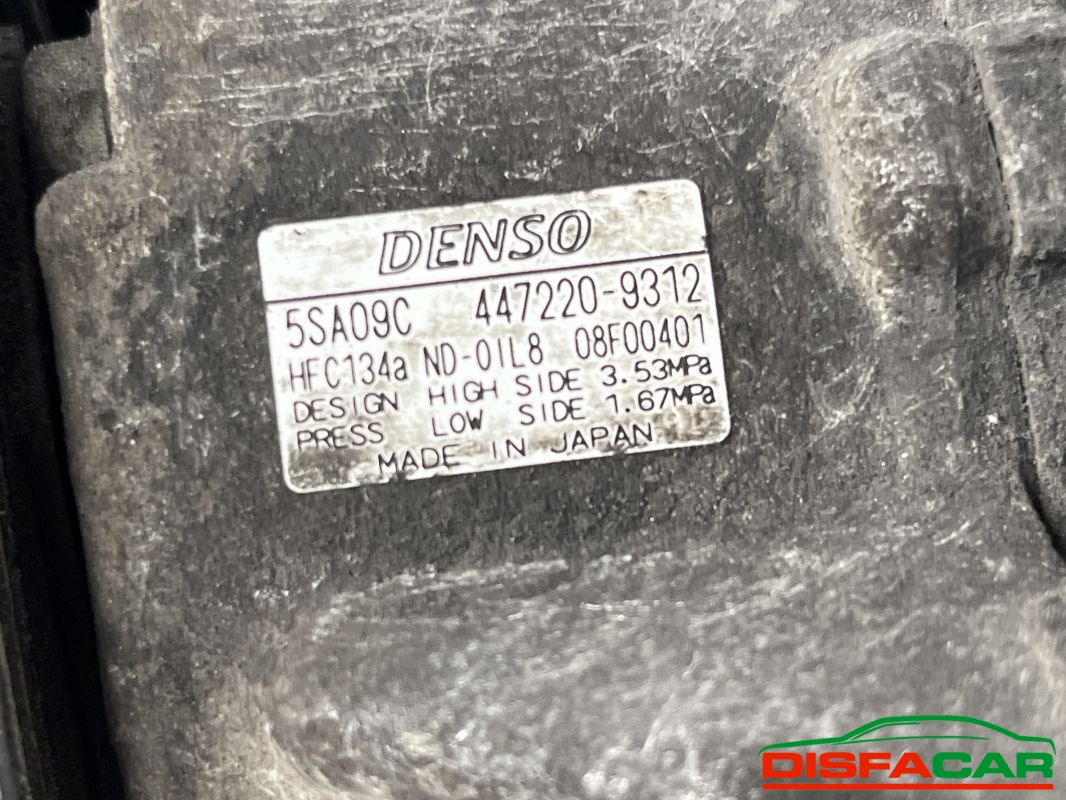 DENSO
5SA09C 447220-9312
HFC134a ND-OIL8 08F00401
DESIGN HIGH SIDE 3.53MPa
PRESS LOW SIDE 1.67MPa
MADE IN JAPAN
DISFACAR